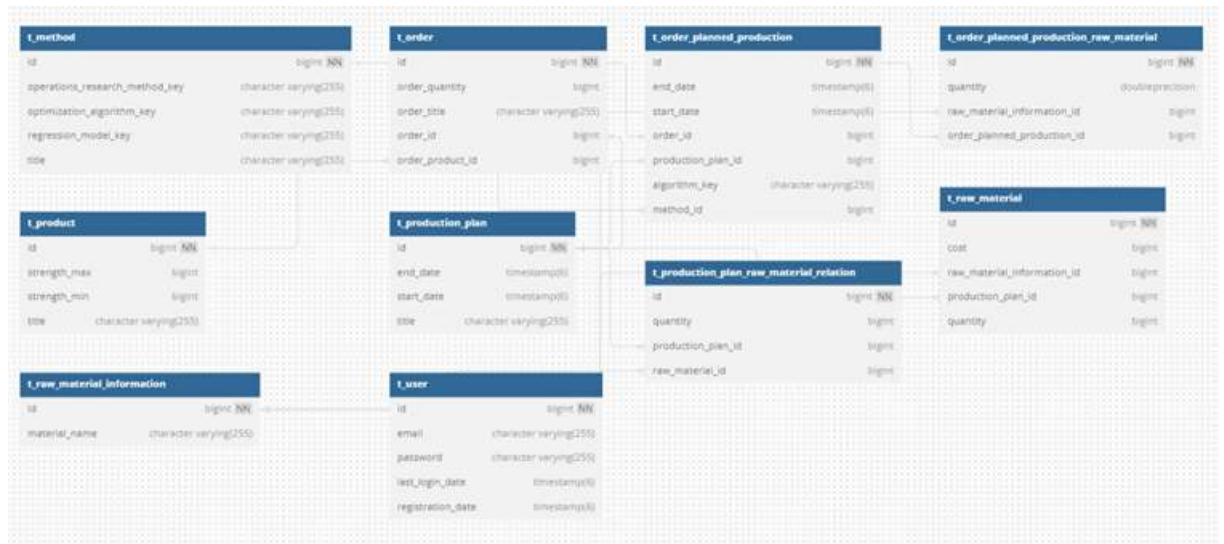 t_method
id bigint NN
operations_research_method_key character varying(255)
optimization_algorithm_key character varying(255)
regression_model_key character varying(255)
title character varying(255)
t_order
id bigint NN
order_quantity bigint
order_title character varying(255)
order_id bigint
order_product_id bigint
t_order_planned_production
id bigint NN
end_date timestamp(6)
start_date timestamp(6)
order_id bigint
production_plan_id bigint
algorithm_key character varying(255)
method_id bigint
t_order_planned_production_raw_material
id bigint NN
quantity doubleprecision
raw_material_information_id bigint
order_planned_production_id bigint
t_product
id bigint NN
strength_max bigint
strength_min bigint
title character varying(255)
t_production_plan
id bigint NN
end_date timestamp(6)
start_date timestamp(6)
title character varying(255)
t_production_plan_raw_material_relation
id bigint NN
quantity bigint
production_plan_id bigint
raw_material_id bigint
t_raw_material
id bigint NN
cost bigint
raw_material_information_id bigint
production_plan_id bigint
quantity bigint
t_raw_material_information
id bigint NN
material_name character varying(255)
t_user
id bigint NN
email character varying(255)
password character varying(255)
last_login_date timestamp(6)
registration_date timestamp(6)